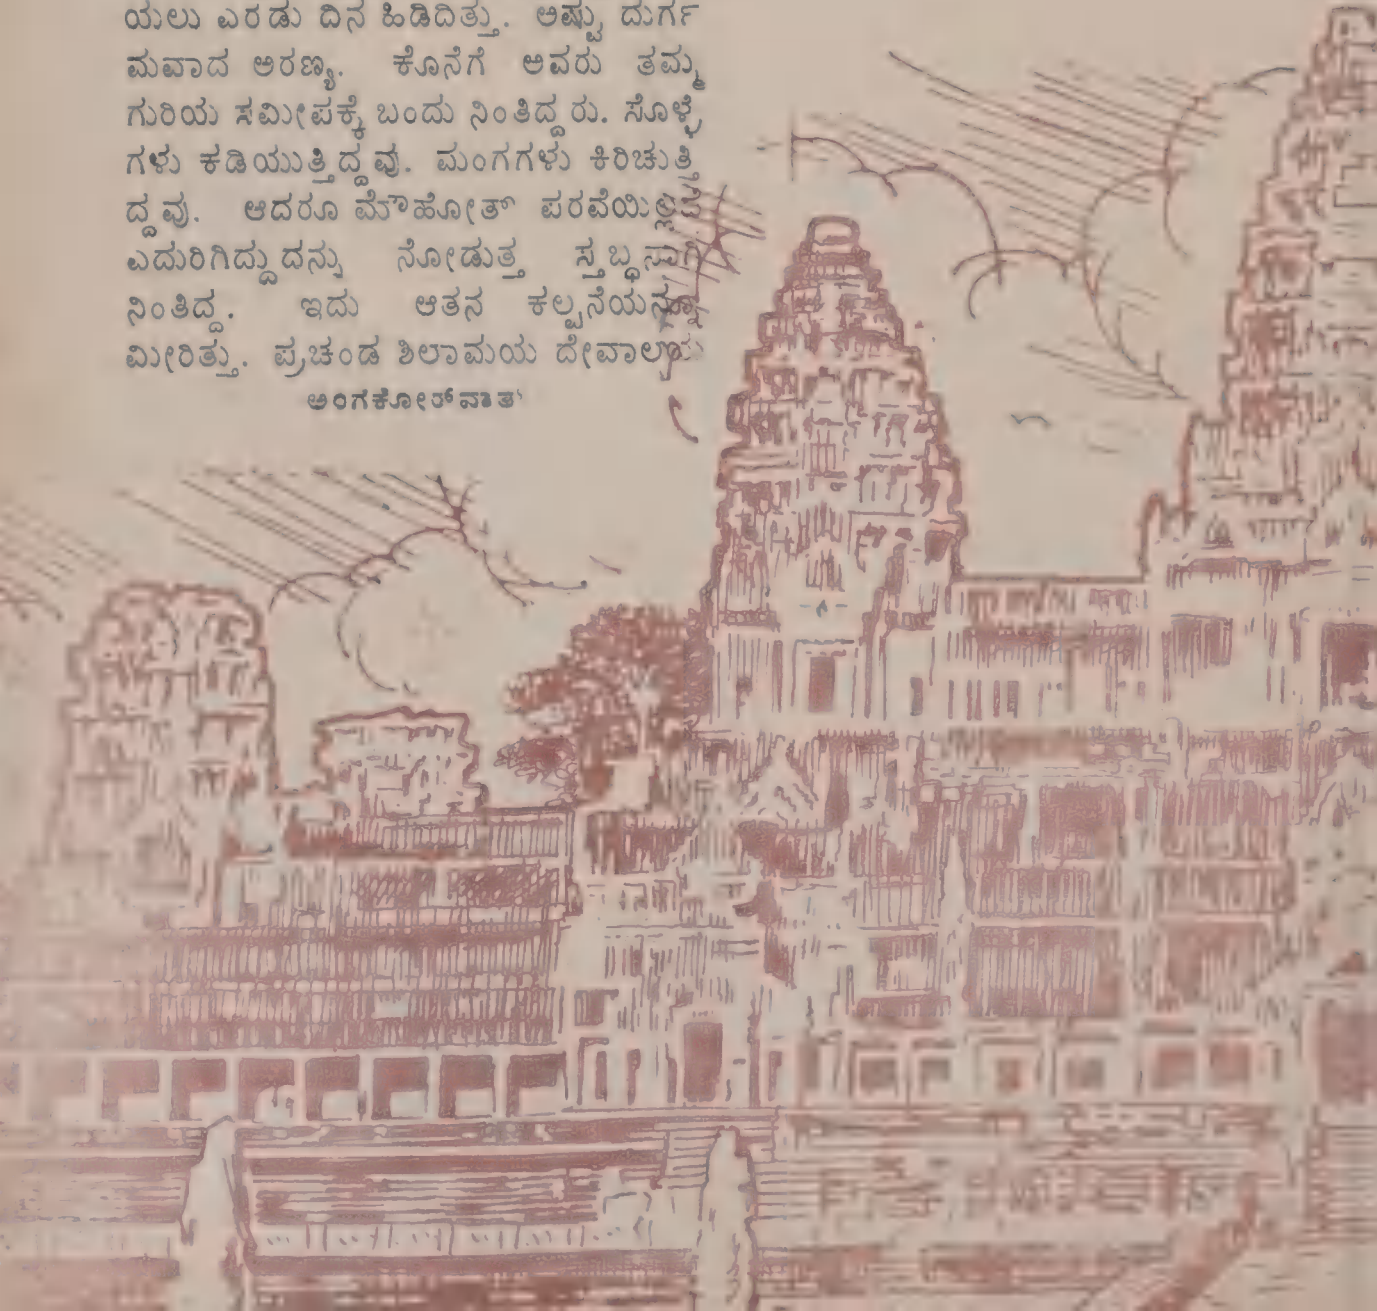 ಯಲು ಎರಡು ದಿನ ಹಿಡಿದಿತ್ತು. ಅಷ್ಟು ದುರ್ಗ
ಮವಾದ ಅರಣ್ಯ. ಕೊನೆಗೆ ಅವರು ತಮ್ಮ
ಗುರಿಯ ಸಮೀಪಕ್ಕೆ ಬಂದು ನಿಂತಿದ್ದರು. ಸೊಳ್ಳೆ
ಗಳು ಕಡಿಯುತ್ತಿದ್ದವು. ಮಂಗಗಳು ಕಿರಿಚುತ್ತಿ
ದ್ದವು. ಆದರೂ ಮೌಹೋತ್ ಪರವೆಯಿಲ್ಲದೆ
ಎದುರಿಗಿದ್ದುದನ್ನು ನೋಡುತ್ತ ಸ್ತಬ್ಧನಾಗಿ
ನಿಂತಿದ್ದ. ಇದು ಆತನ ಕಲ್ಪನೆಯನ್ನೂ
ಮೀರಿತ್ತು. ಪ್ರಚಂಡ ಶಿಲಾಮಯ ದೇವಾಲಯ
ಅಂಗಕೋರ್‌ವಾತ್